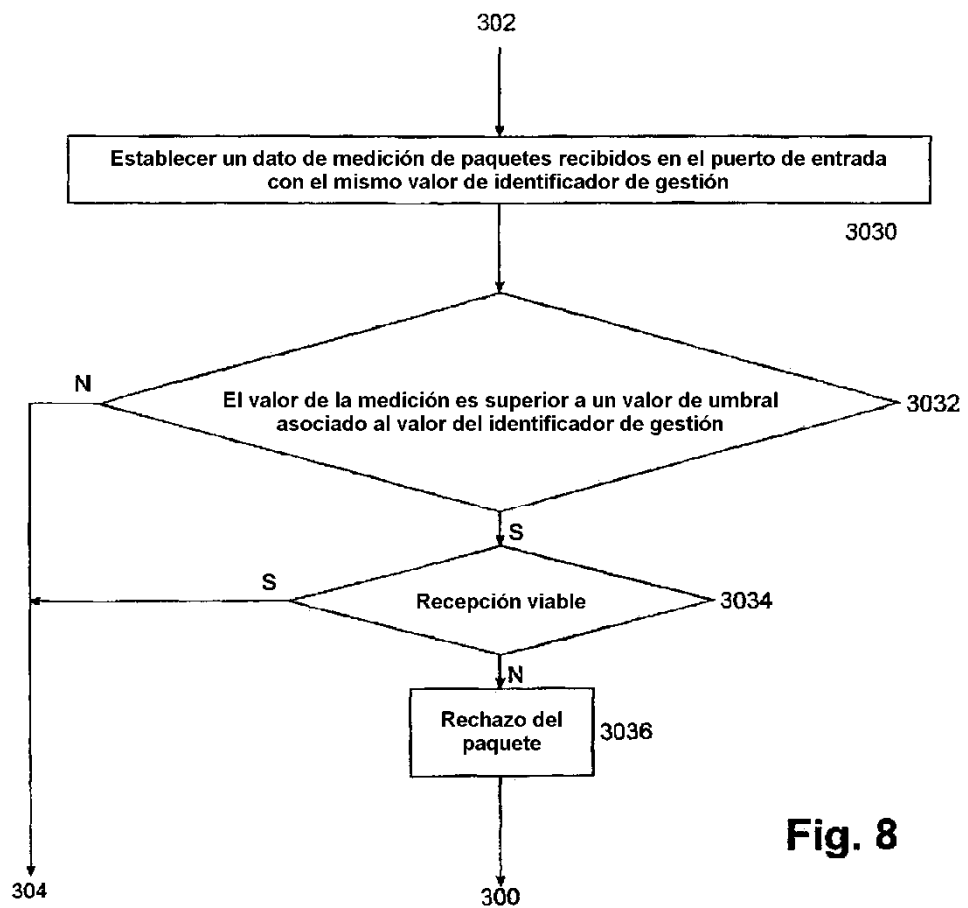 302
Establecer un dato de medición de paquetes recibidos en el puerto de entrada
con el mismo valor de identificador de gestión
3030
N
El valor de la medición es superior a un valor de umbral
asociado al valor del identificador de gestión
3032
S
S
Recepción viable
3034
N
Rechazo del
paquete
3036
Fig. 8
304
300